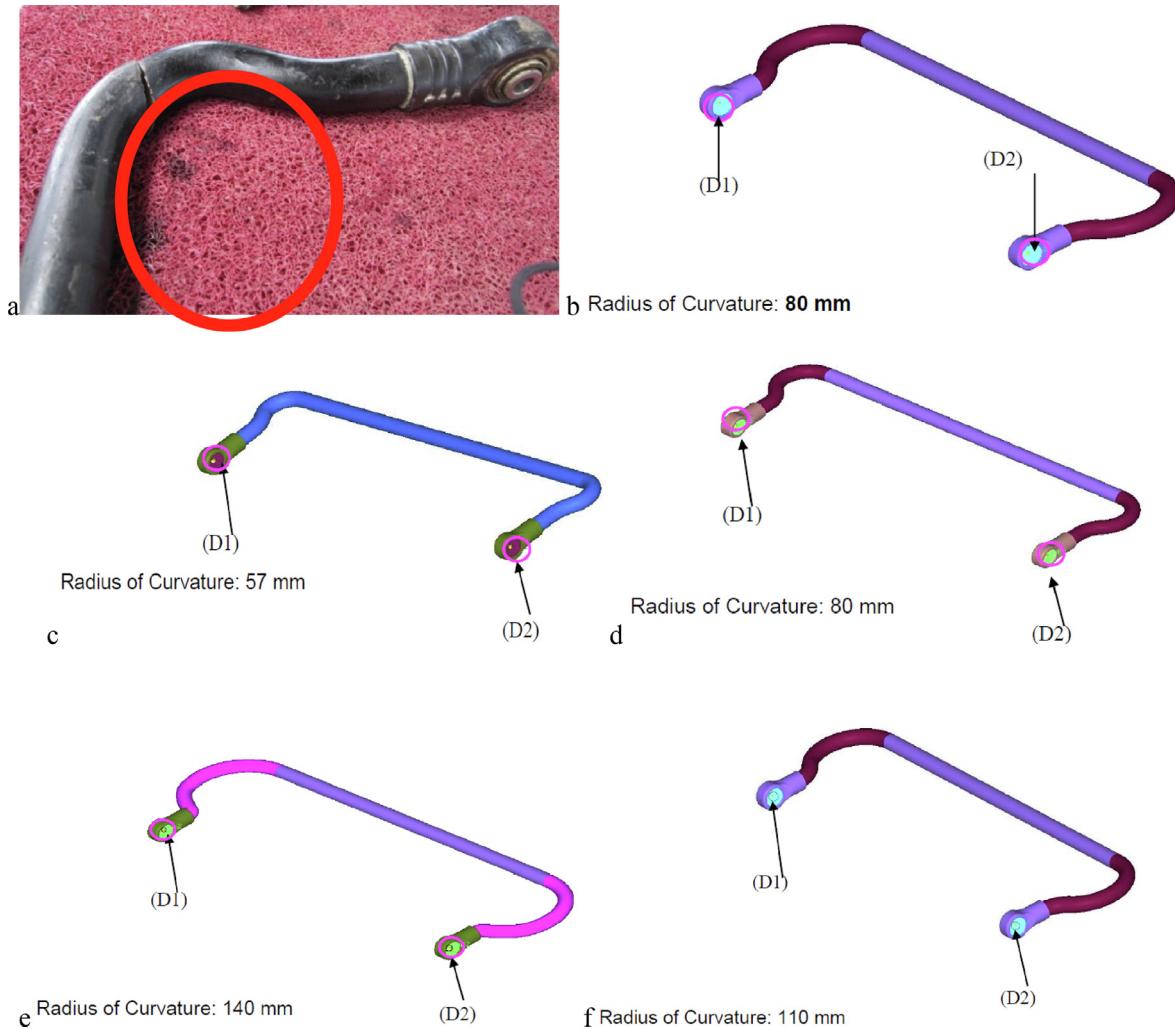 (D1)
(D2)
a
b Radius of Curvature: 80 mm
(D1)
(D2)
Radius of Curvature: 57 mm
c
(D1)
(D2)
Radius of Curvature: 80 mm
d
(D1)
(D2)
e Radius of Curvature: 140 mm
(D1)
(D2)
f Radius of Curvature: 110 mm